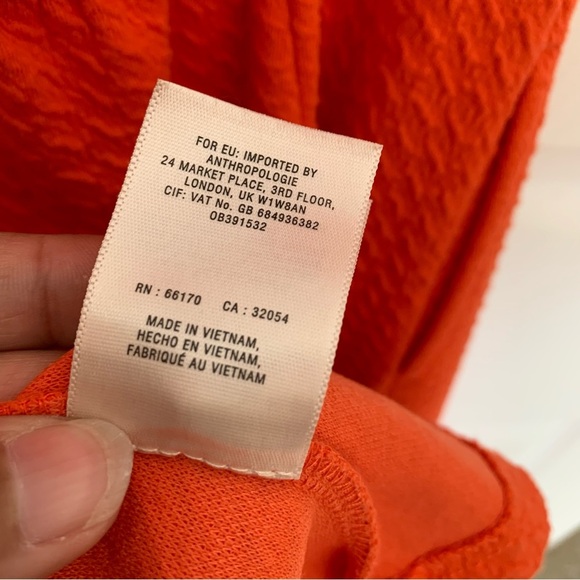 FOR EU: IMPORTED BY
ANTHROPOLOGIE
24 MARKET PLACE, 3RD FLOOR,
LONDON, UK W1W8AN
CIF: VAT No. GB 684936382
OB391532
RN : 66170 CA : 32054
MADE IN VIETNAM,
HECHO EN VIETNAM,
FABRIQUÉ AU VIETNAM